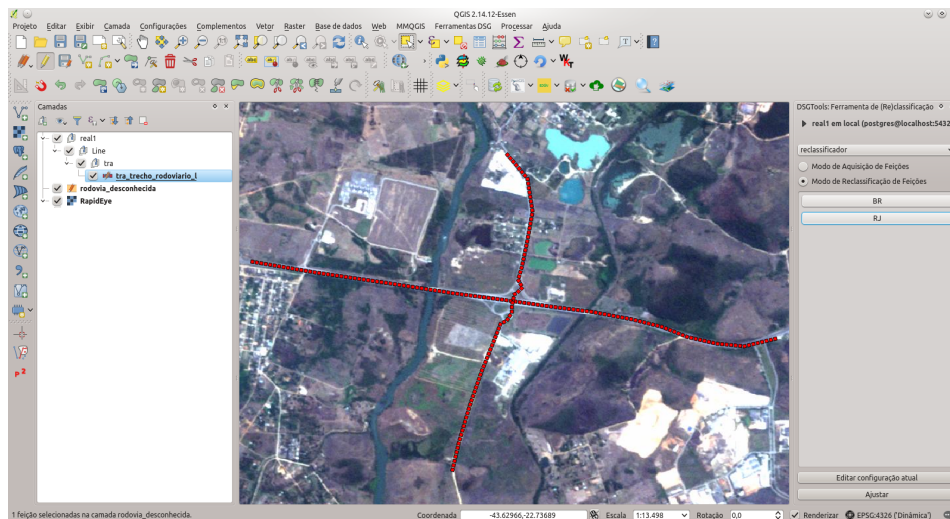 QGIS 2.14.12-Essen
Projeto Editar Exibir Camada Configurações Complementos Vetor Raster Base de dados Web MMQGIS Ferramentas DSG Processar Ajuda
Camadas
real1
Line
tra
tra_trecho_rodoviario_l
rodovia_desconhecida
RapidEye
DSGTools: Ferramenta de (Re)classificação
real1 em local (postgres@localhost:5432
reclassificador
Modo de Aquisição de Feições
Modo de Reclassificação de Feições
BR
RJ
Editar configuração atual
Ajustar
1 feição selecionadas na camada rodovia_desconhecida.
Coordenada -43.62966,-22.73689 Escala 1:13.498 Rotação 0,0 Renderizar EPSG:4326 ('Dinâmica')